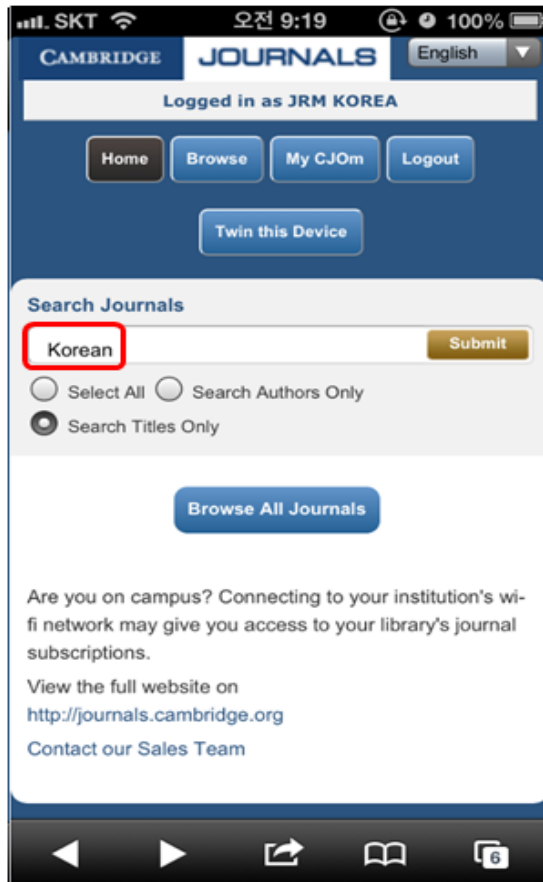 SKT 오전 9:19 100%
CAMBRIDGE JOURNALS English
Logged in as JRM KOREA
Home Browse My CJOm Logout
Twin this Device
Search Journals
Korean Submit
Select All Search Authors Only
Search Titles Only
Browse All Journals
Are you on campus? Connecting to your institution's wi-
fi network may give you access to your library's journal
subscriptions.
View the full website on
http://journals.cambridge.org
Contact our Sales Team
6